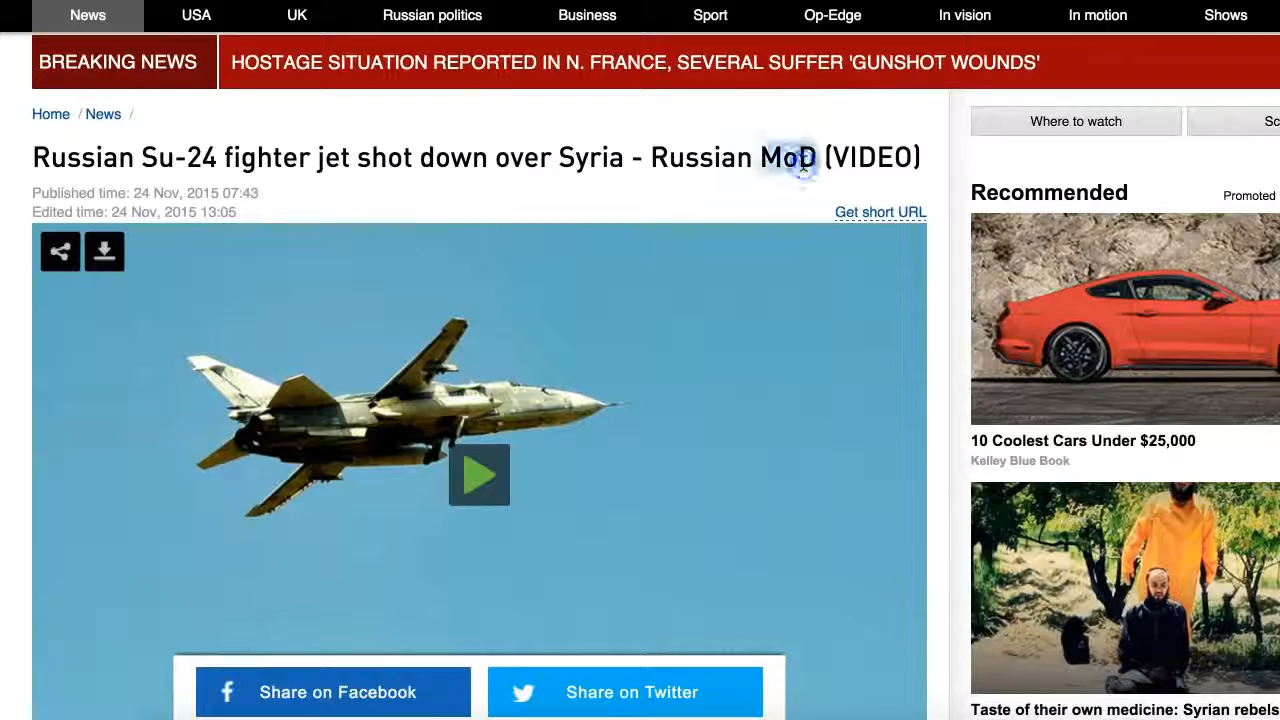 News USA UK Russian politics Business Sport Op-Edge In vision In motion Shows
BREAKING NEWS HOSTAGE SITUATION REPORTED IN N. FRANCE, SEVERAL SUFFER 'GUNSHOT WOUNDS'
Home / News /
Where to watch Sc
Russian Su-24 fighter jet shot down over Syria - Russian MoD (VIDEO)
Published time: 24 Nov, 2015 07:43
Edited time: 24 Nov, 2015 13:05
Get short URL
Recommended
Promoted
10 Coolest Cars Under $25,000
Kelley Blue Book
Share on Facebook
Share on Twitter
Taste of their own medicine: Syrian rebels